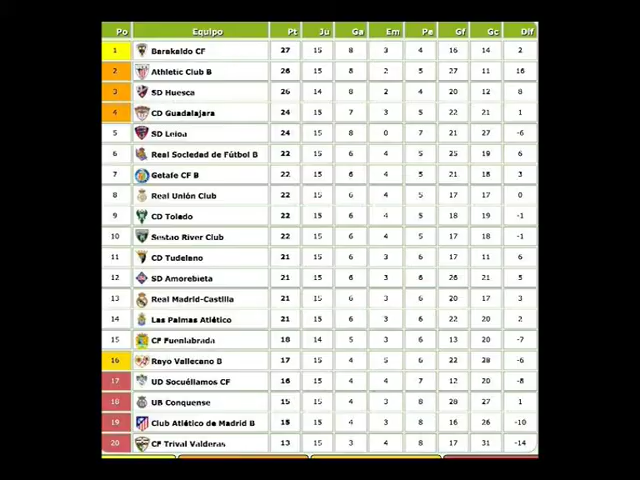 Po Equipo Pt Ju Ga Em Pe Gf Gc Dif
1 Barakaldo CF 27 15 8 3 4 16 14 2
2 Athletic Club B 26 15 8 2 5 27 11 16
3 SD Huesca 26 14 8 2 4 20 12 8
4 CD Guadalajara 24 15 7 3 5 22 21 1
5 SD Leioa 24 15 8 0 7 21 27 -6
6 Real Sociedad de Fútbol B 22 15 6 4 5 25 19 6
7 Getafe CF B 22 15 6 4 5 21 18 3
8 Real Unión Club 22 15 6 4 5 17 17 0
9 CD Toledo 22 15 6 4 5 18 19 -1
10 Sestao River Club 22 15 6 4 5 17 18 -1
11 CD Tudelano 21 15 6 3 6 17 11 6
12 SD Amorebieta 21 15 6 3 6 26 21 5
13 Real Madrid-Castilla 21 15 6 3 6 20 17 3
14 Las Palmas Atlético 21 15 6 3 6 22 20 2
15 CF Fuenlabrada 18 14 5 3 6 13 20 -7
16 Rayo Vallecano B 17 15 4 5 6 22 28 -6
17 UD Socuéllamos CF 16 15 4 4 7 12 20 -8
18 UB Conquense 15 15 4 3 8 28 27 1
19 Club Atlético de Madrid B 15 15 4 3 8 16 26 -10
20 CF Trival Valderas 13 15 3 4 8 17 31 -14